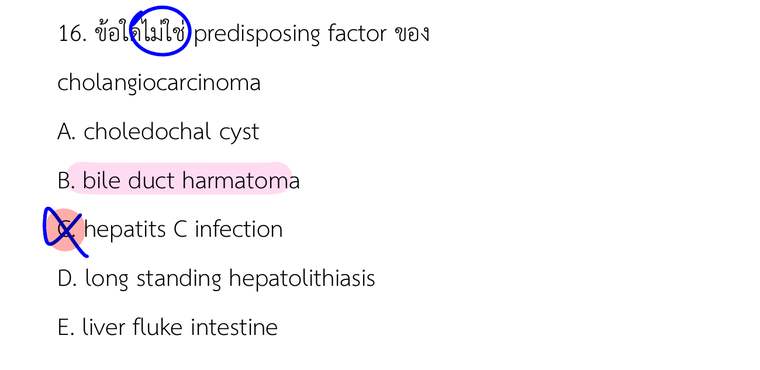 16. ข้อใดไม่ใช่ predisposing factor ของ
cholangiocarcinoma
A. choledochal cyst
B. bile duct harmatoma
C. hepatits C infection
D. long standing hepatolithiasis
E. liver fluke intestine